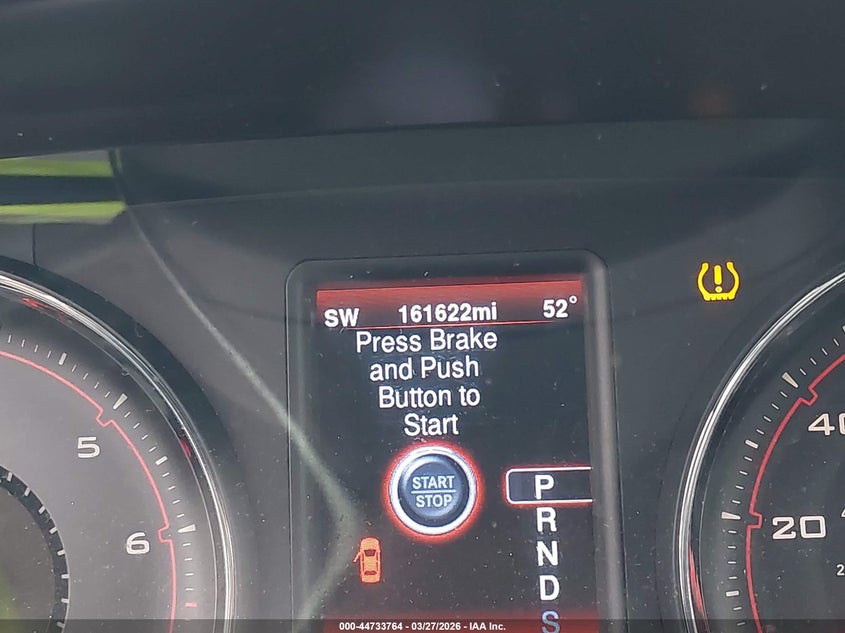 SW 161622mi 52°
Press Brake
and Push
Button to
Start
START
STOP
P
R
N
D
S
5
6
40
20
000-44733764 - 03/27/2026 - IAA Inc.